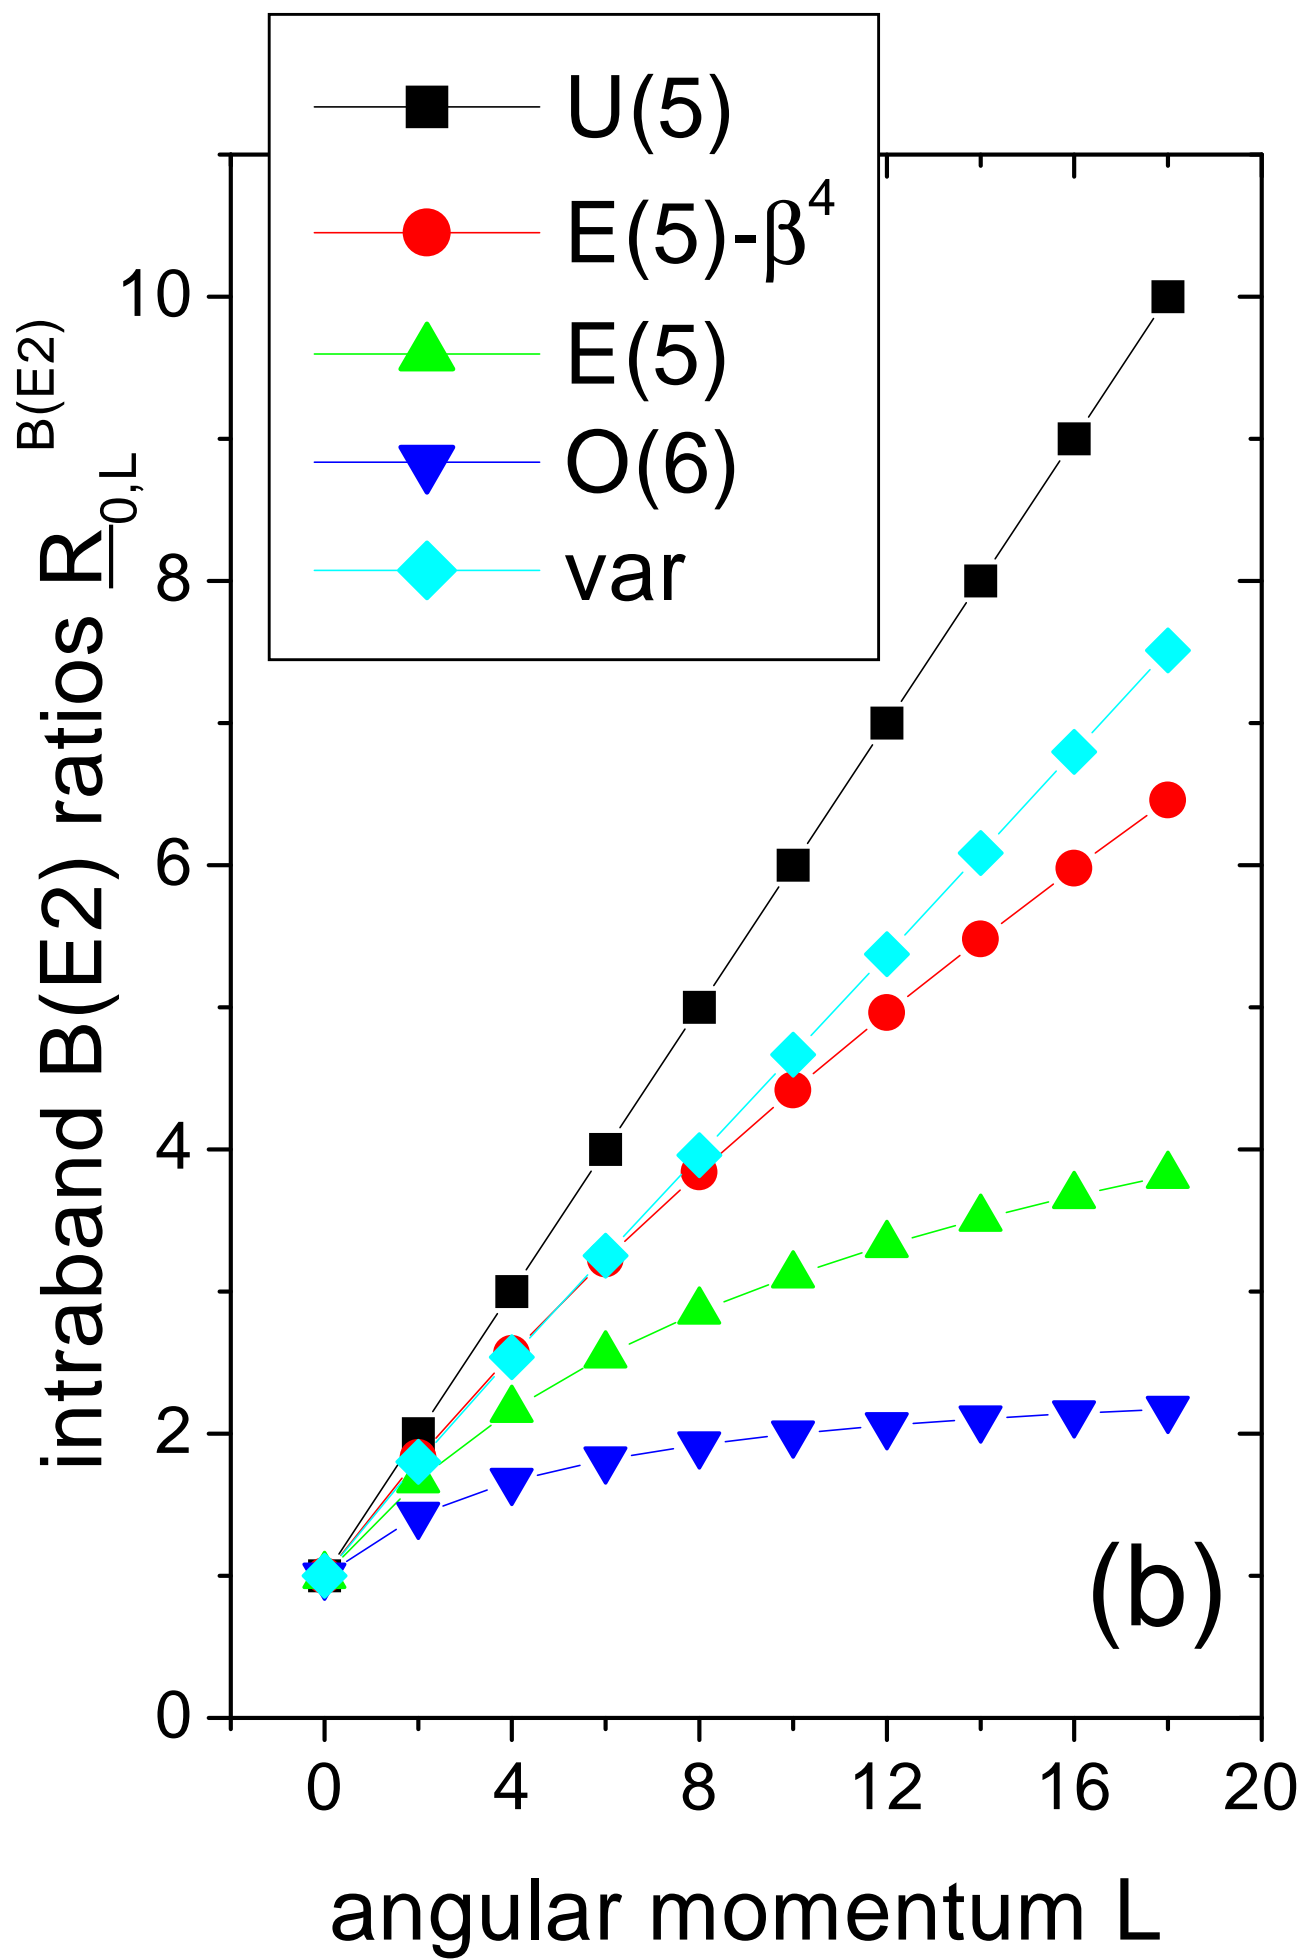 U(5)
E(5)-β⁴
E(5)
O(6)
var
intraband B(E2) ratios R₀,L B(E2)
10
8
6
4
2
0
(b)
0 4 8 12 16 20
angular momentum L